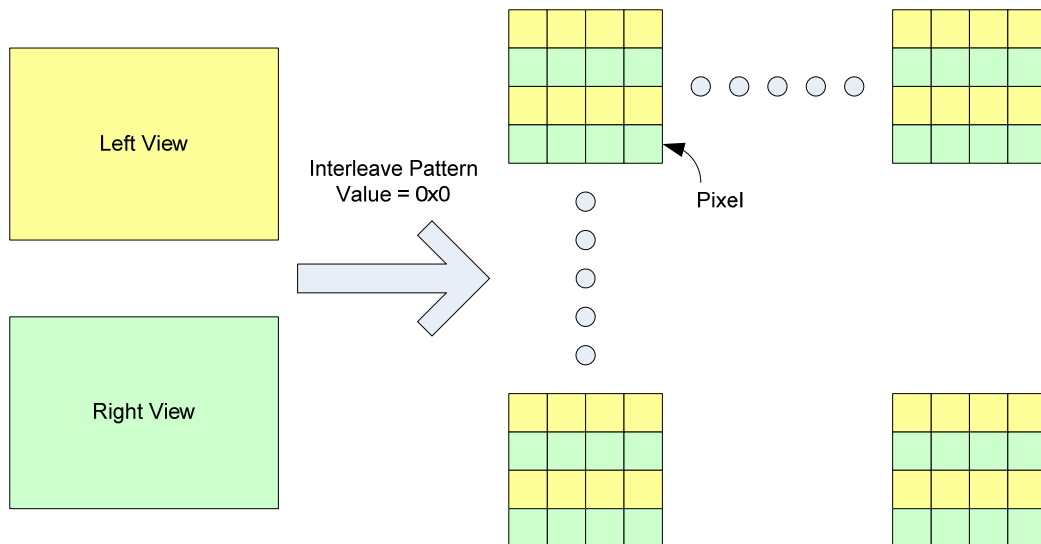 Left View
Interleave Pattern
Value = 0x0
Pixel
Right View